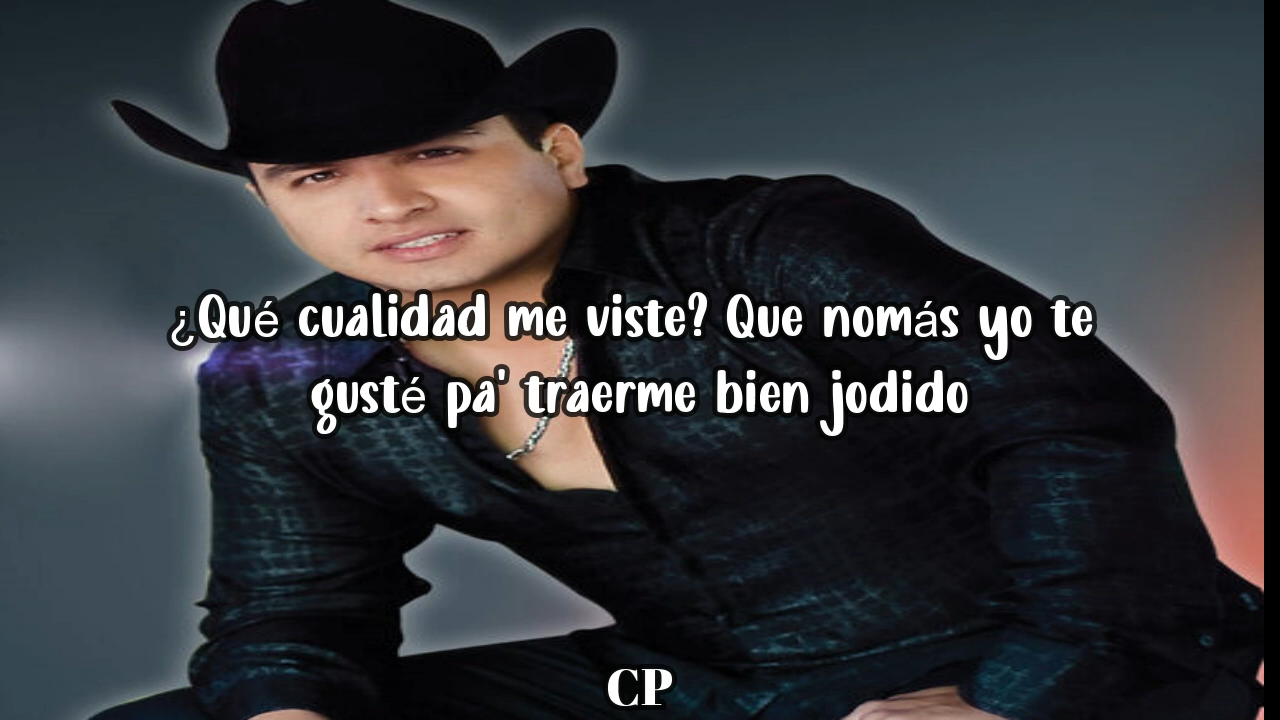 ¿Qué cualidad me viste? Que nomás yo te
gusté pa' traerme bien jodido
CP